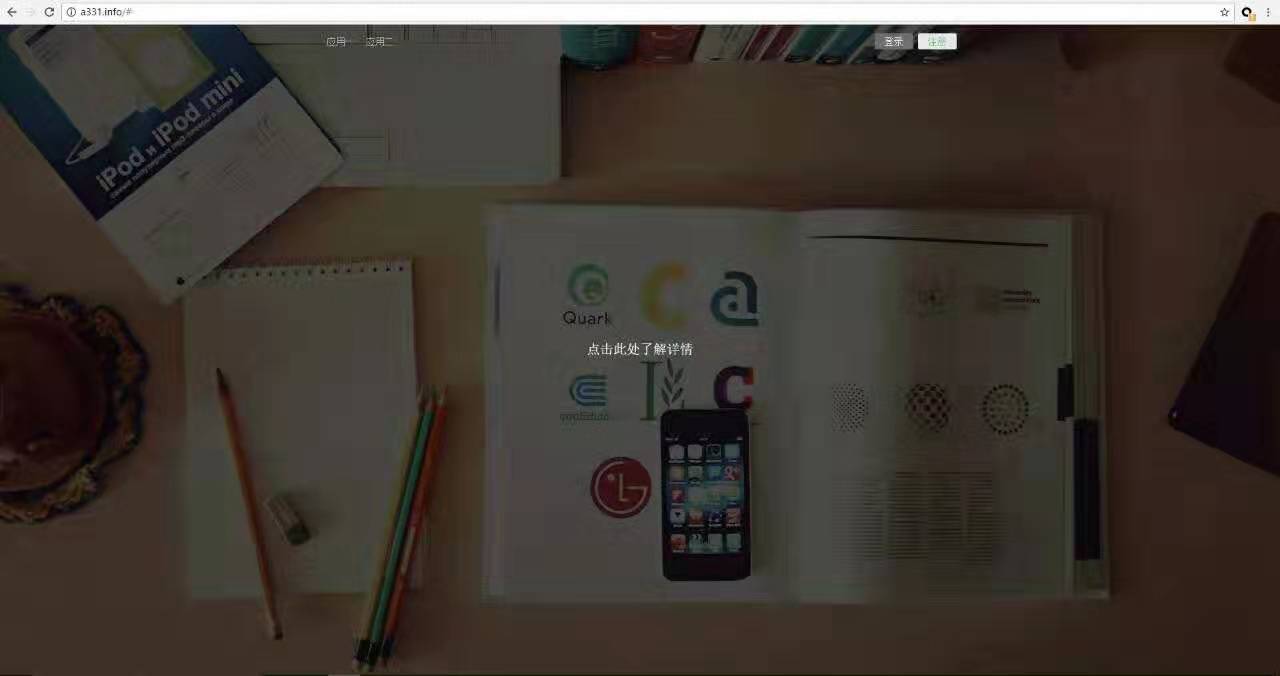 a331.info/#
应用一 应用二
登录 注册
iPod и iPod mini
Quark
点击此处了解详情
LG